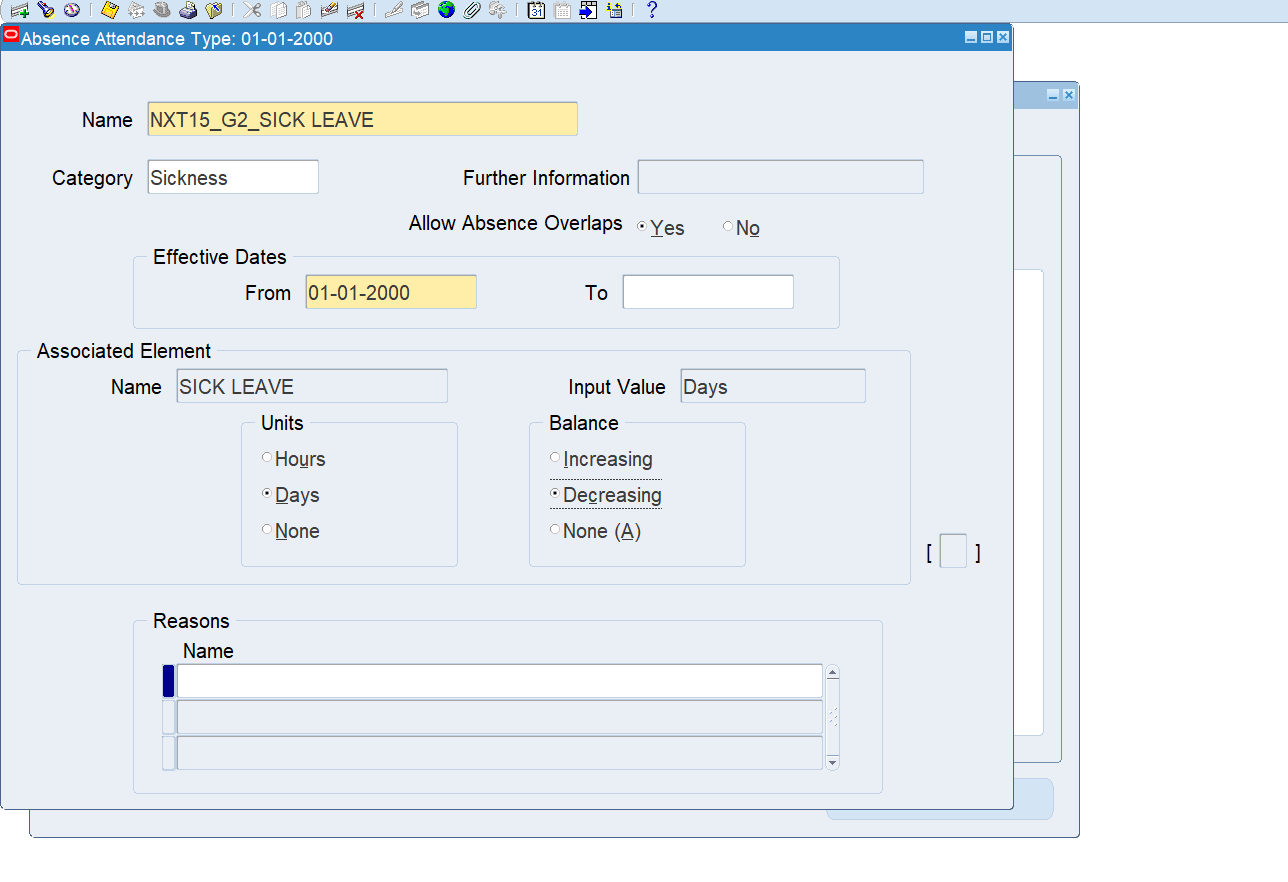 31
?
Absence Attendance Type: 01-01-2000
Name NXT15_G2_SICK LEAVE
Category Sickness Further Information
Allow Absence Overlaps Yes No
Effective Dates
From 01-01-2000 To
Associated Element
Name SICK LEAVE Input Value Days
Units Balance
Hours Increasing
Days Decreasing
None None (A)
[ ]
Reasons
Name